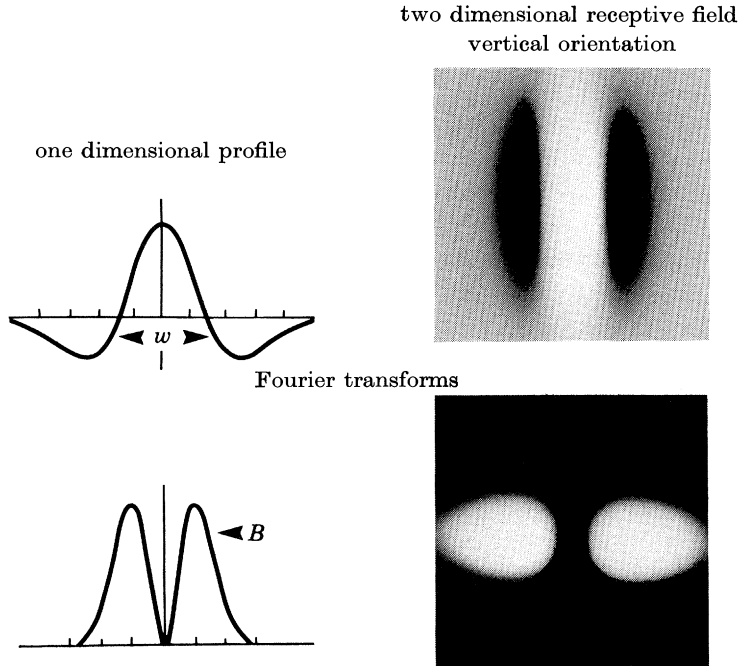 two dimensional receptive field
vertical orientation
one dimensional profile
w
Fourier transforms
B